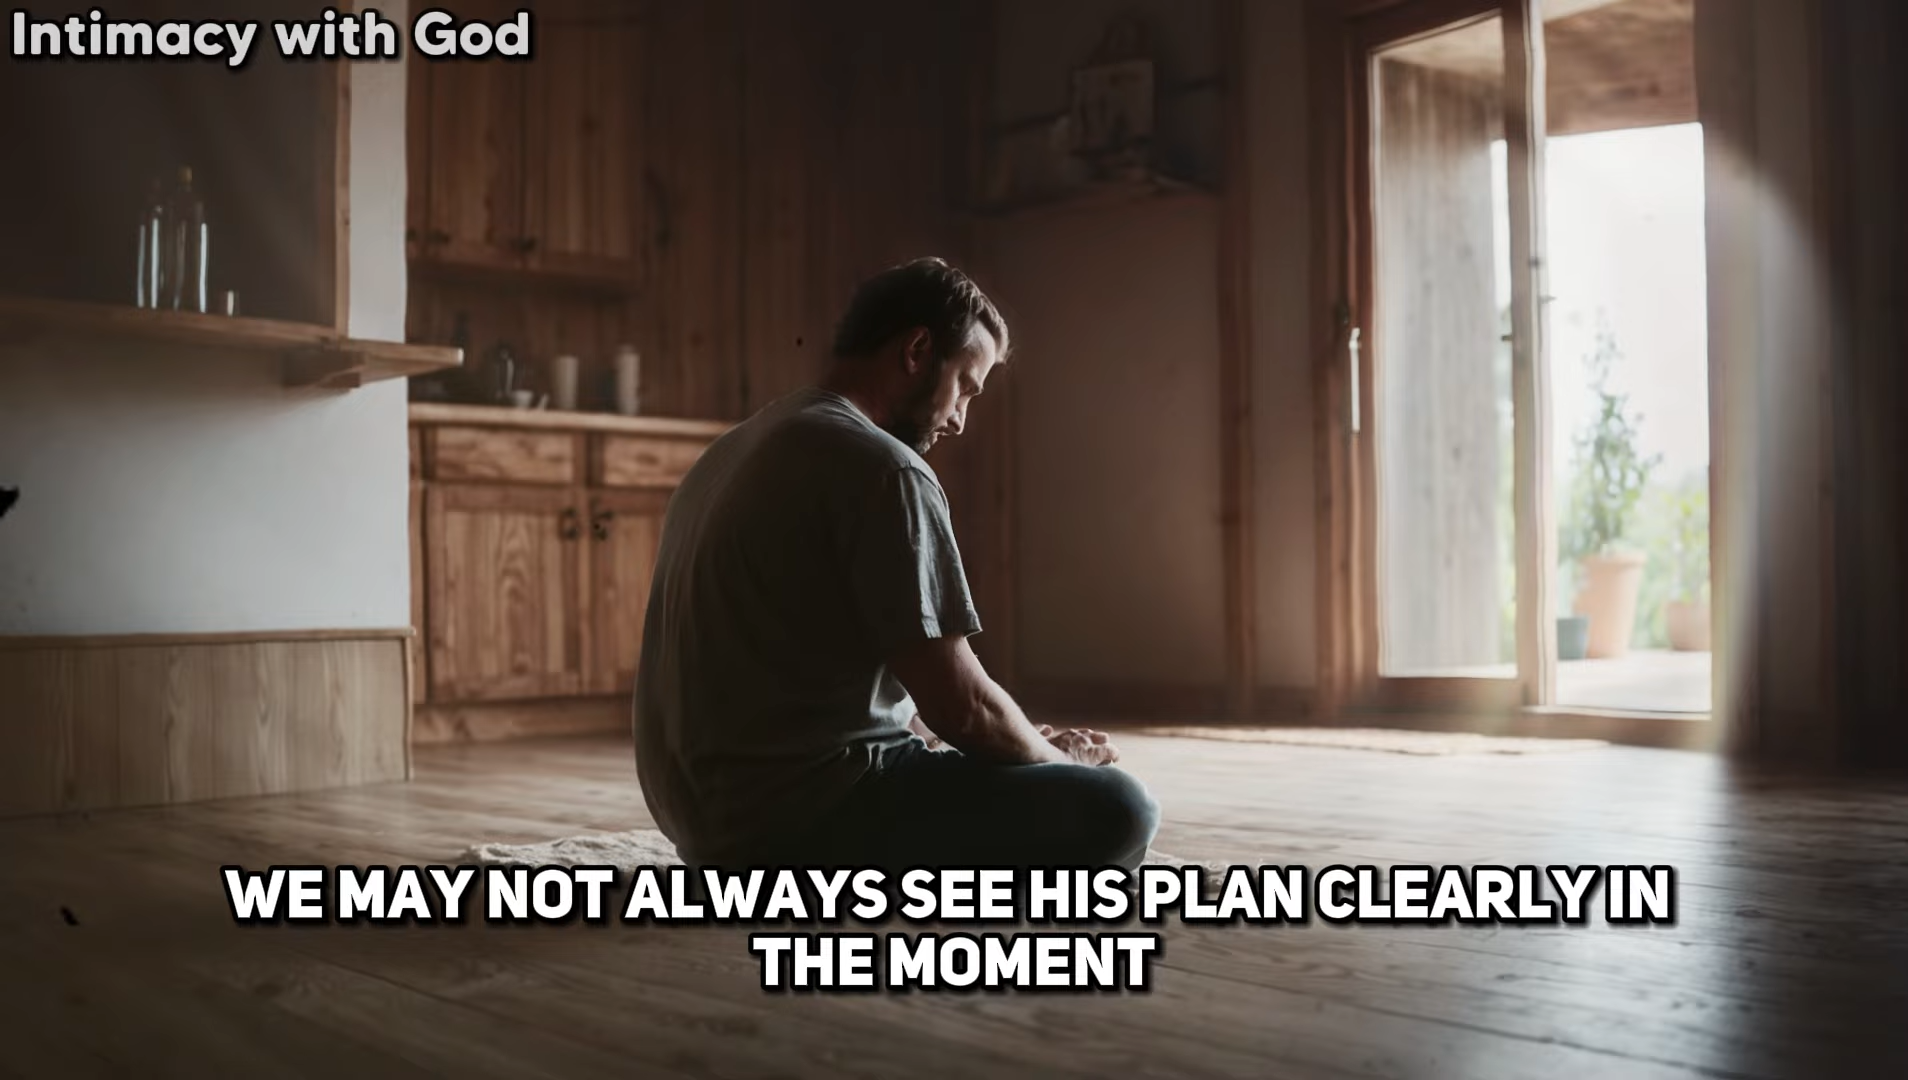 Intimacy with God
WE MAY NOT ALWAYS SEE HIS PLAN CLEARLY IN
THE MOMENT